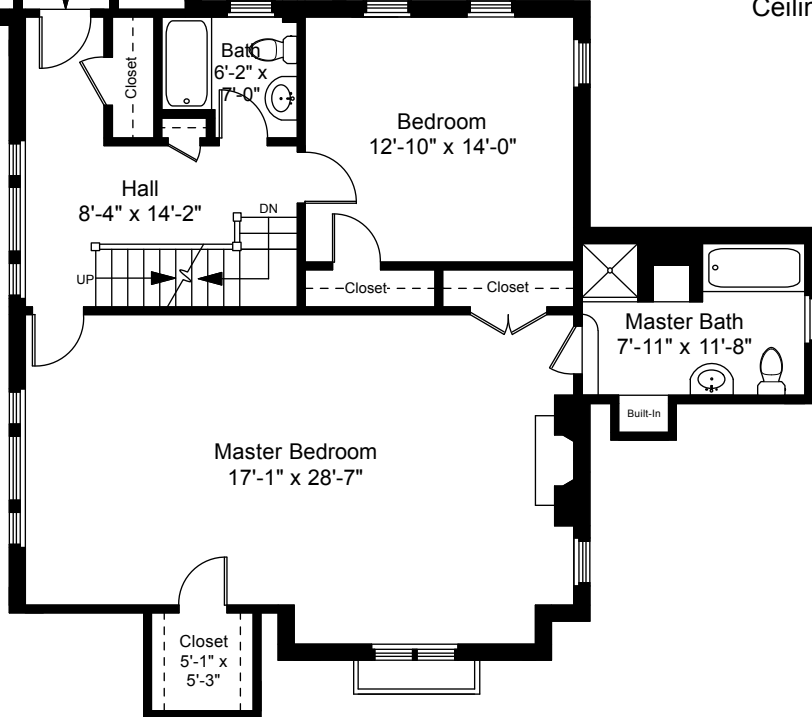 Ceilin
Closet
Bath
6'-2" x
7'-0"
Bedroom
12'-10" x 14'-0"
Hall
8'-4" x 14'-2"
DN
UP
Closet
Closet
Master Bath
7'-11" x 11'-8"
Built-In
Master Bedroom
17'-1" x 28'-7"
Closet
5'-1" x
5'-3"